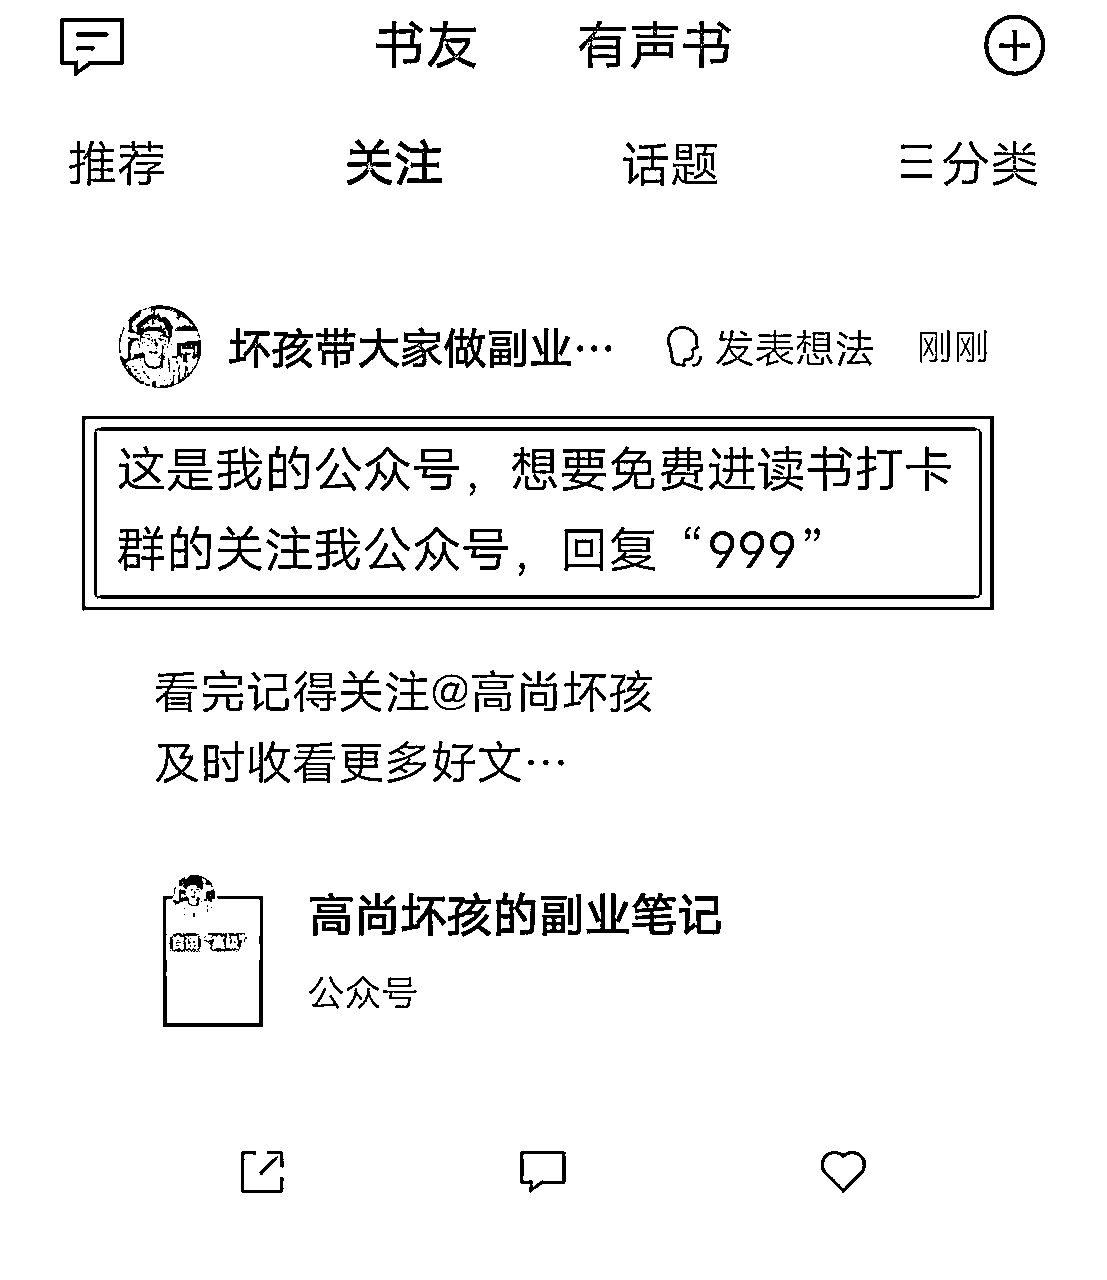 书友 有声书
推荐 关注 话题 三分类
坏孩带大家做副业… 发表想法 刚刚
这是我的公众号，想要免费进读书打卡
群的关注我公众号，回复“999”
看完记得关注@高尚坏孩
及时收看更多好文…
高尚坏孩的副业笔记
公众号